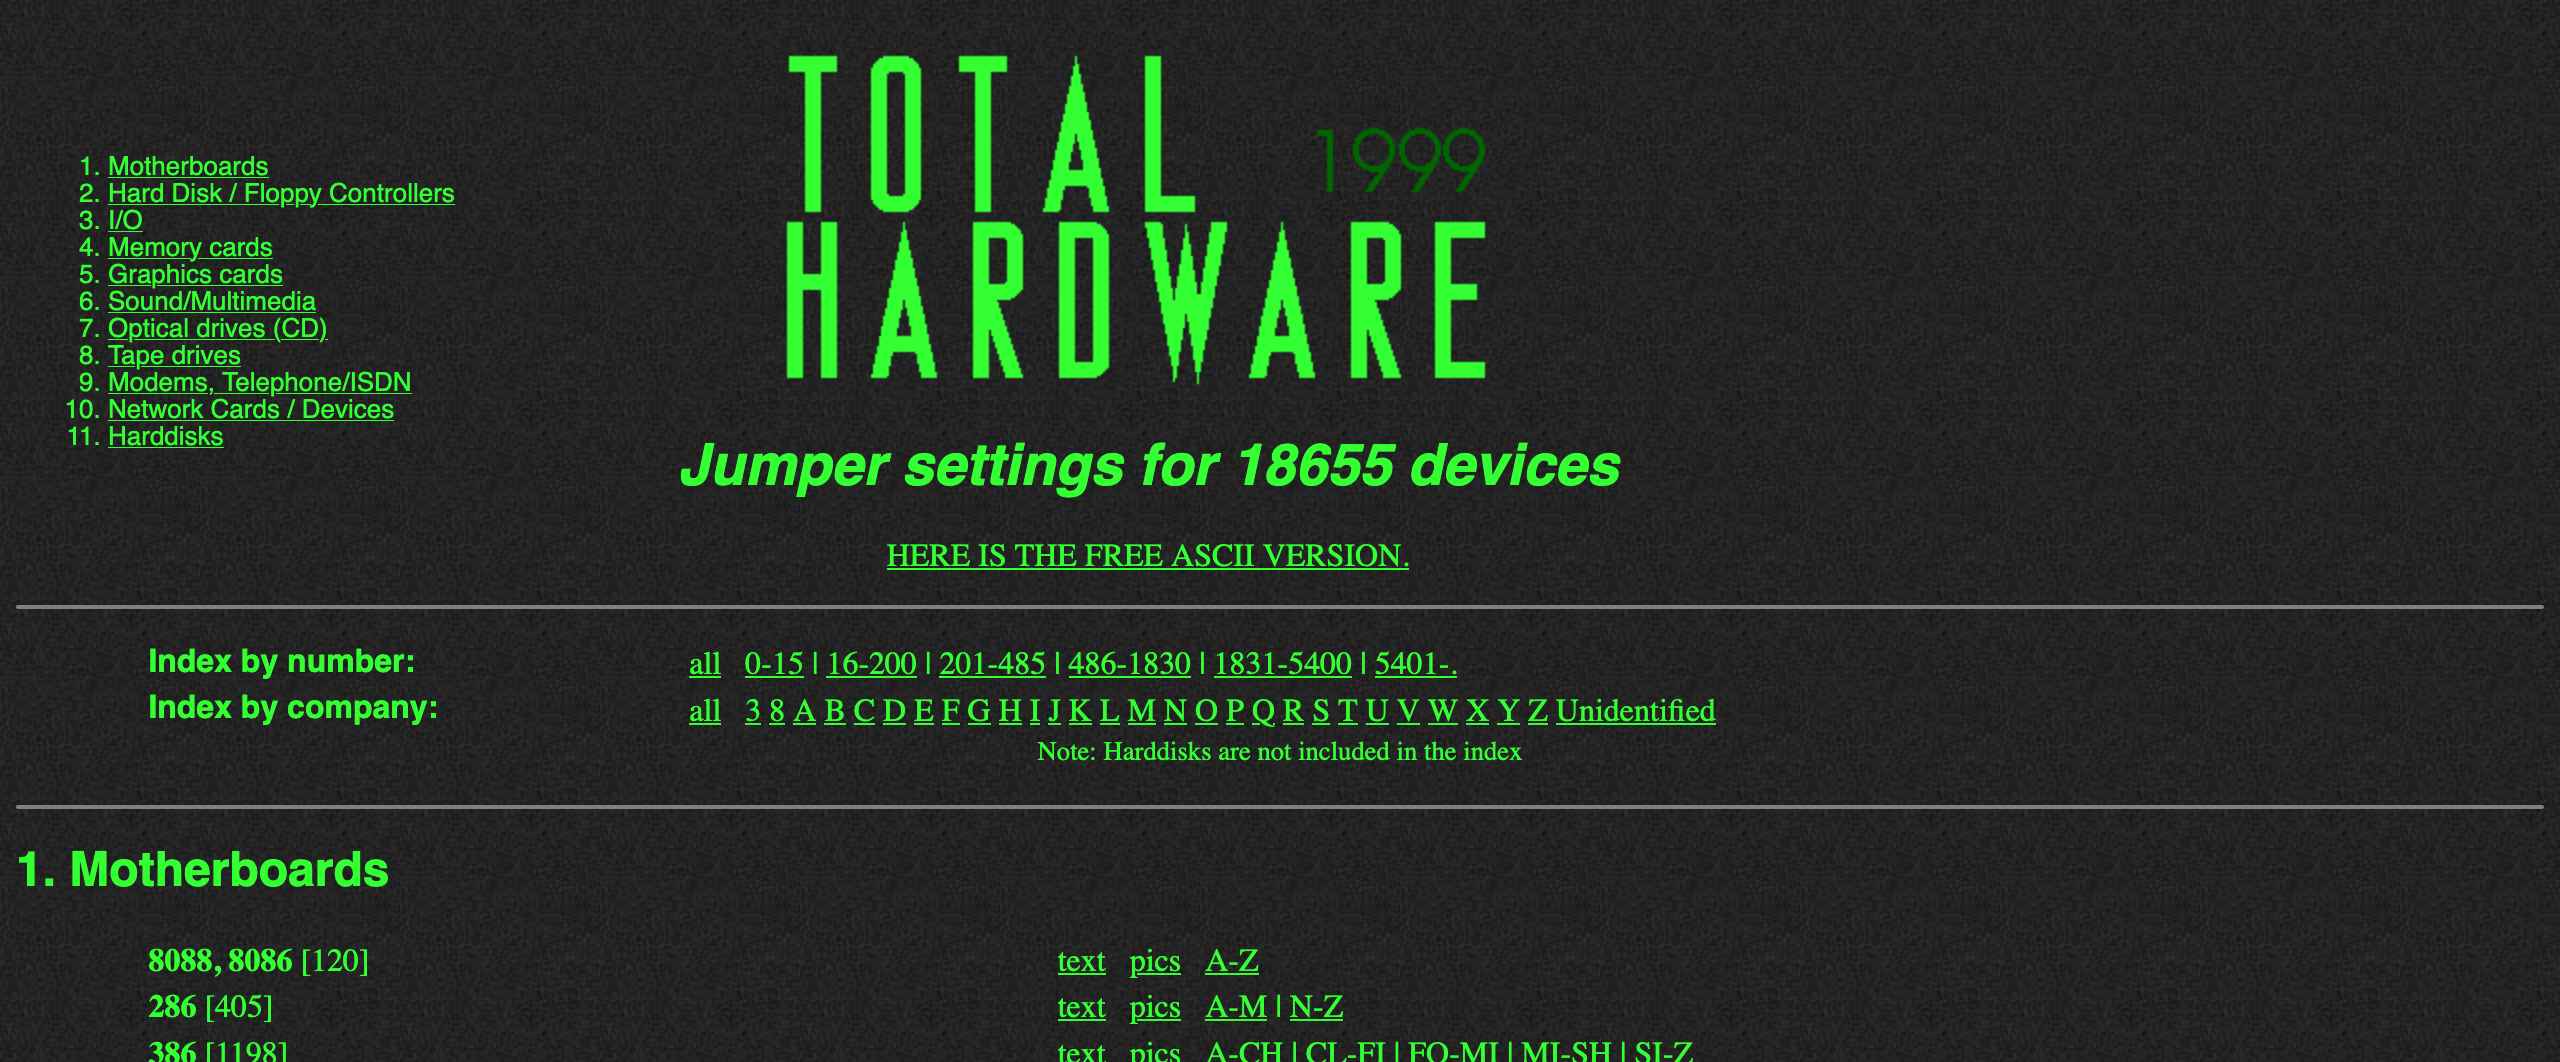 1. Motherboards
2. Hard Disk / Floppy Controllers
3. I/O
4. Memory cards
5. Graphics cards
6. Sound/Multimedia
7. Optical drives (CD)
8. Tape drives
9. Modems, Telephone/ISDN
10. Network Cards / Devices
11. Harddisks
TOTAL 1999
HARDWARE
Jumper settings for 18655 devices
HERE IS THE FREE ASCII VERSION.
Index by number: all 0-15 | 16-200 | 201-485 | 486-1830 | 1831-5400 | 5401-.
Index by company: all 3 8 A B C D E F G H I J K L M N O P Q R S T U V W X Y Z Unidentified
Note: Harddisks are not included in the index
1. Motherboards
8088, 8086 [120] text pics A-Z
286 [405] text pics A-M | N-Z
386 [1198] text pics A-CH | CL-FI | FO-MI | MI-SH | SI-Z